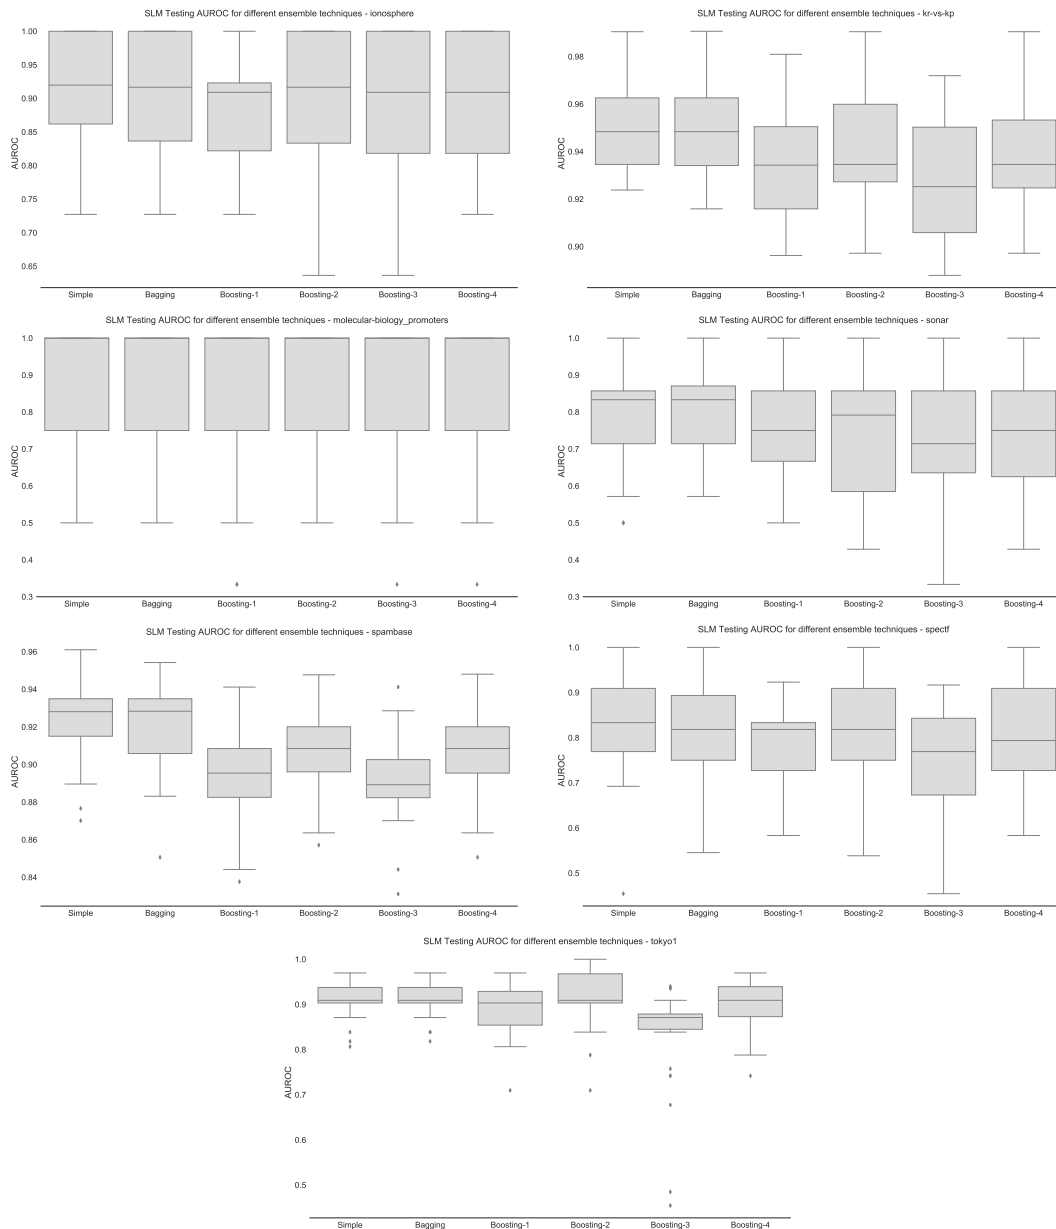 SLM Testing AUROC for different ensemble techniques - ionosphere
1.00
0.95
0.90
0.85
0.80
0.75
0.70
0.65
AUROC
Simple Bagging Boosting-1 Boosting-2 Boosting-3 Boosting-4
SLM Testing AUROC for different ensemble techniques - kr-vs-kp
0.98
0.96
0.94
0.92
0.90
AUROC
Simple Bagging Boosting-1 Boosting-2 Boosting-3 Boosting-4
SLM Testing AUROC for different ensemble techniques - molecular-biology_promoters
1.0
0.9
0.8
0.7
0.6
0.5
0.4
0.3
AUROC
Simple Bagging Boosting-1 Boosting-2 Boosting-3 Boosting-4
SLM Testing AUROC for different ensemble techniques - sonar
1.0
0.9
0.8
0.7
0.6
0.5
0.4
0.3
AUROC
Simple Bagging Boosting-1 Boosting-2 Boosting-3 Boosting-4
SLM Testing AUROC for different ensemble techniques - spambase
0.96
0.94
0.92
0.90
0.88
0.86
0.84
AUROC
Simple Bagging Boosting-1 Boosting-2 Boosting-3 Boosting-4
SLM Testing AUROC for different ensemble techniques - spectf
1.0
0.9
0.8
0.7
0.6
0.5
AUROC
Simple Bagging Boosting-1 Boosting-2 Boosting-3 Boosting-4
SLM Testing AUROC for different ensemble techniques - tokyo1
1.0
0.9
0.8
0.7
0.6
0.5
AUROC
Simple Bagging Boosting-1 Boosting-2 Boosting-3 Boosting-4